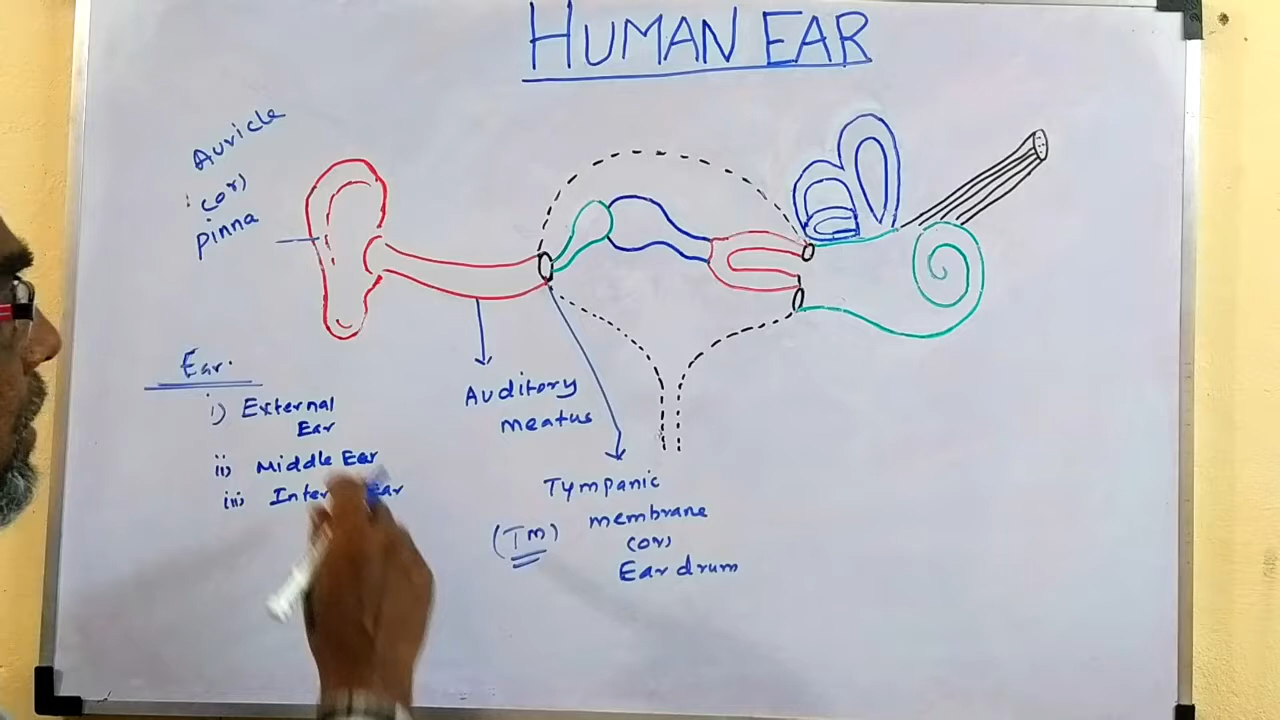 HUMAN EAR
Auricle
(or)
pinna
Ear.
i) External
Ear
ii) Middle Ear
iii) Ear
Auditory
meatus
Tympanic
membrane
(TM)
(or)
Ear drum